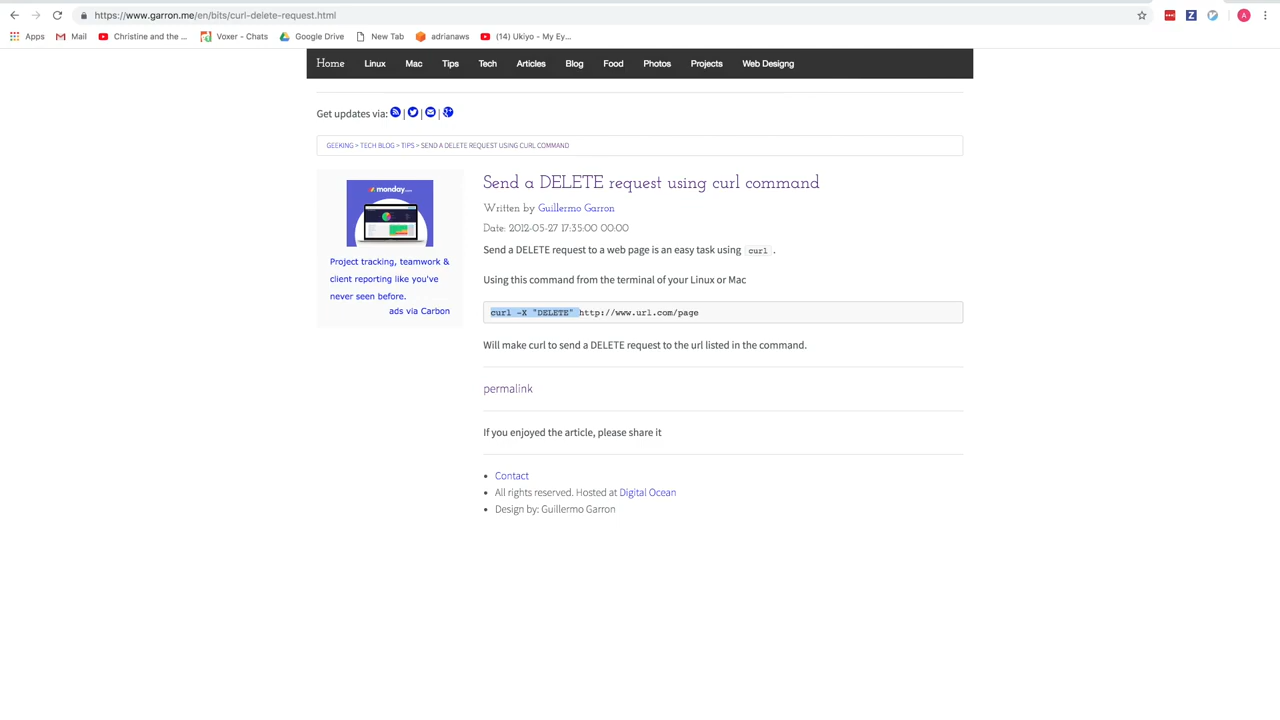 https://www.garron.me/en/bits/curl-delete-request.html
Apps Mail Christine and the ... Voxer - Chats Google Drive New Tab adrianaws (14) Ukiyo - My Ey...
Home Linux Mac Tips Tech Articles Blog Food Photos Projects Web Designg
Get updates via: | | |
GEEKING > TECH BLOG > TIPS > SEND A DELETE REQUEST USING CURL COMMAND
monday.com
Project tracking, teamwork &
client reporting like you've
never seen before.
ads via Carbon
Send a DELETE request using curl command
Written by Guillermo Garron
Date: 2012-05-27 17:35:00 00:00
Send a DELETE request to a web page is an easy task using curl .
Using this command from the terminal of your Linux or Mac
curl -X "DELETE" http://www.url.com/page
Will make curl to send a DELETE request to the url listed in the command.
permalink
If you enjoyed the article, please share it
Contact
All rights reserved. Hosted at Digital Ocean
Design by: Guillermo Garron